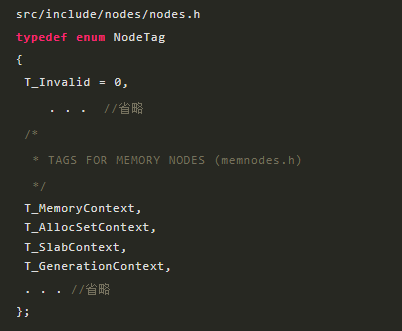 src/include/nodes/nodes.h
typedef enum NodeTag
{
T_Invalid = 0,
. . . //省略
/*
* TAGS FOR MEMORY NODES (memnodes.h)
*/
T_MemoryContext,
T_AllocSetContext,
T_SlabContext,
T_GenerationContext,
. . . //省略
};